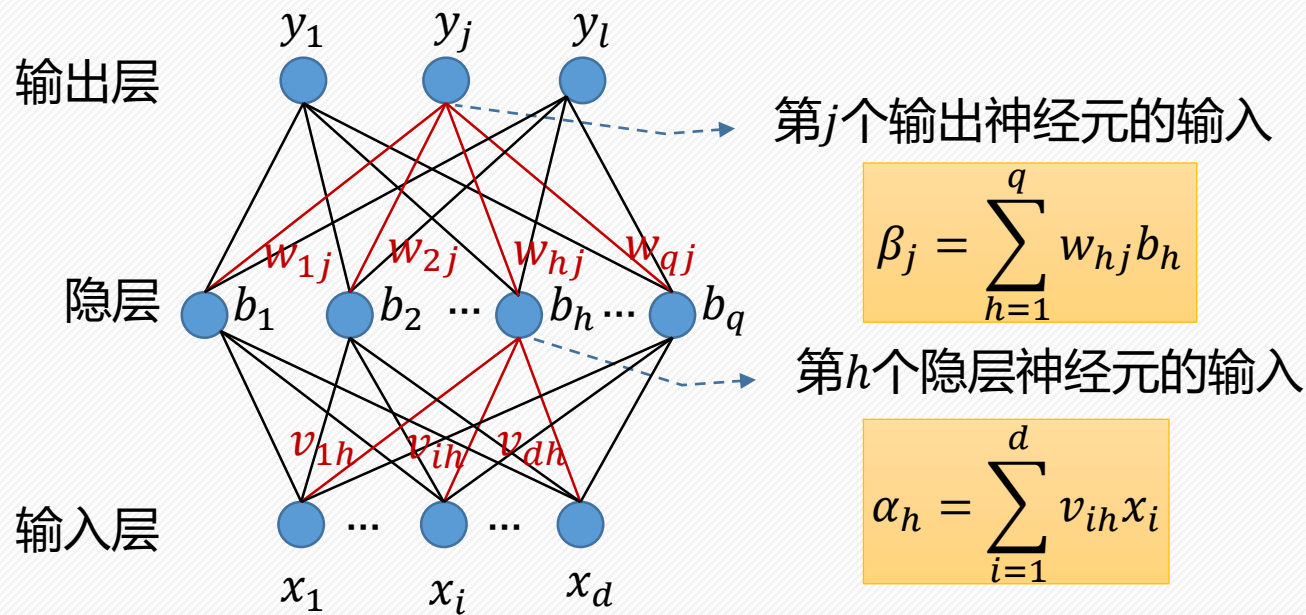 y_1 y_j y_l
输出层
第j个输出神经元的输入
β_j = \sum_{h=1}^{q} w_{hj} b_h
w_{1j} w_{2j} w_{hj} w_{qj}
隐层
b_1 b_2 … b_h … b_q
第h个隐层神经元的输入
α_h = \sum_{i=1}^{d} v_{ih} x_i
v_{1h} v_{ih} v_{dh}
输入层
… …
x_1 x_i x_d